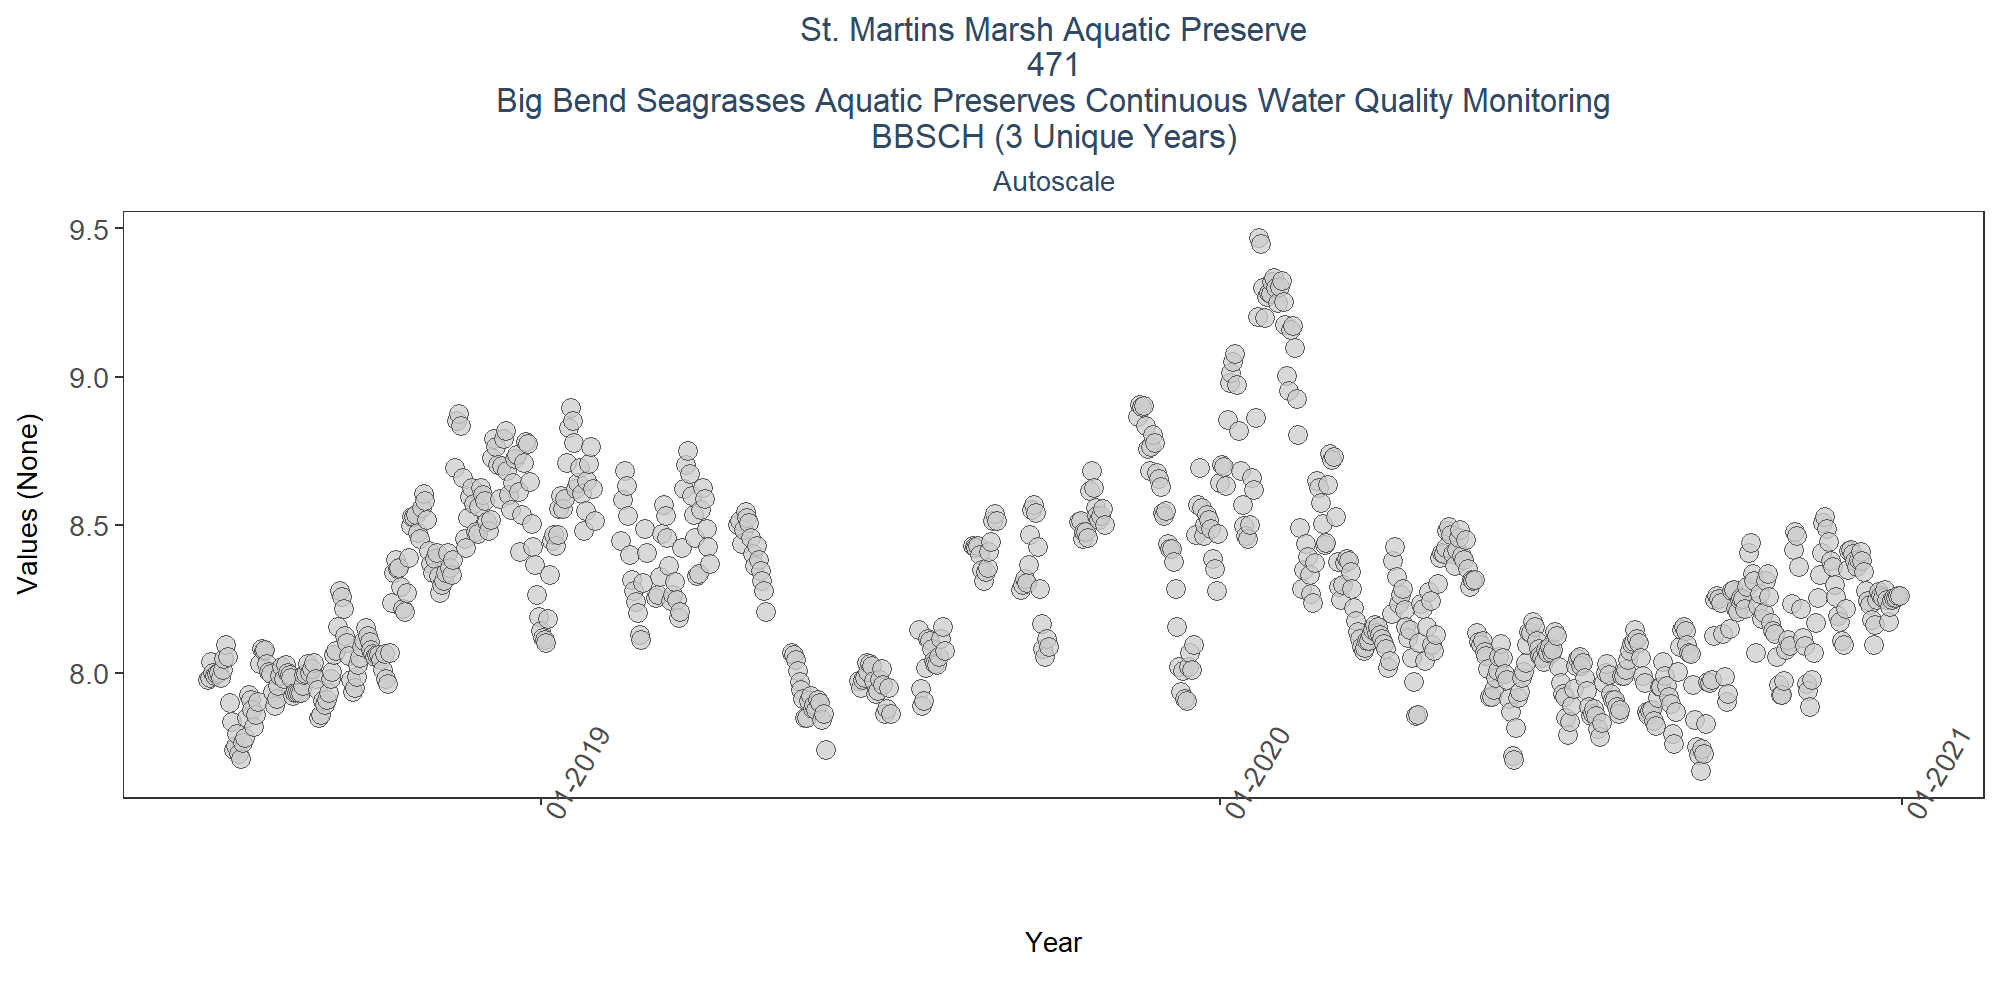 St. Martins Marsh Aquatic Preserve
471
Big Bend Seagrasses Aquatic Preserves Continuous Water Quality Monitoring
BBSCH (3 Unique Years)
Autoscale
9.5
9.0
8.5
8.0
Values (None)
01-2019
01-2020
01-2021
Year